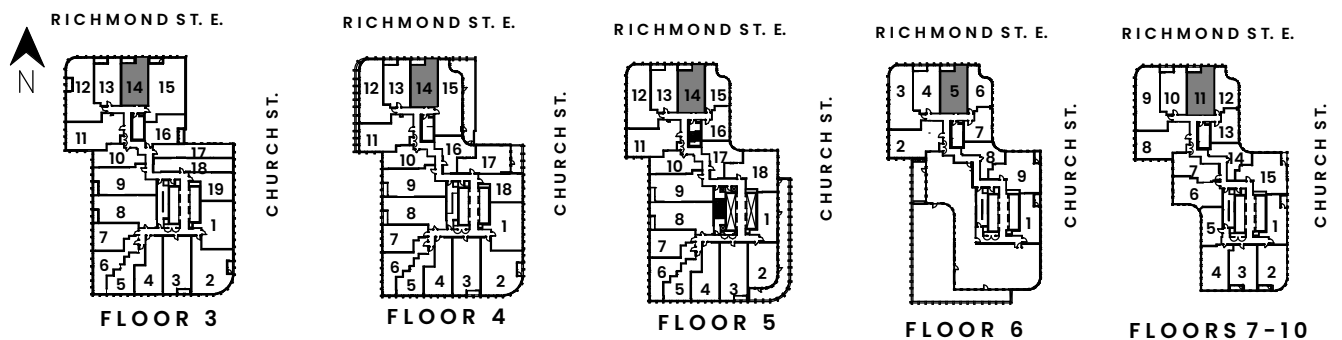 RICHMOND ST. E.
12 13 14 15
11 16
10 17
18
9 19
8 1
7
6 5 4 3 2
CHURCH ST.
FLOOR 3
N
RICHMOND ST. E.
12 13 14 15
11 16
10 17
9 18
8 1
7
6 5 4 3 2
CHURCH ST.
FLOOR 4
RICHMOND ST. E.
12 13 14 15
11 16
10 17 18
9
8 1
7
6 5 4 3 2
CHURCH ST.
FLOOR 5
RICHMOND ST. E.
3 4 5 6
2 7
8 9
1
CHURCH ST.
FLOOR 6
RICHMOND ST. E.
9 10 11 12
8 13
7 14 15
6
5 1
4 3 2
CHURCH ST.
FLOORS 7-10